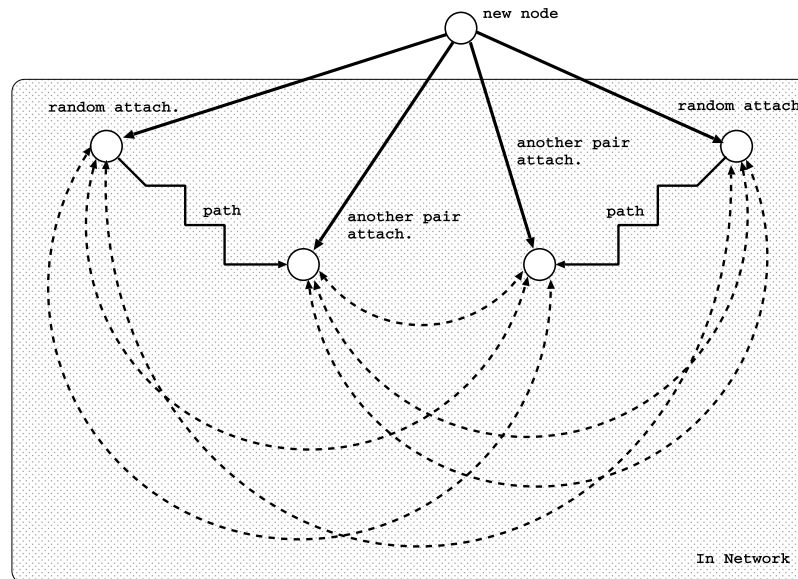 new node
random attach.
random attach
another pair
attach.
path
path
another pair
attach.
In Network